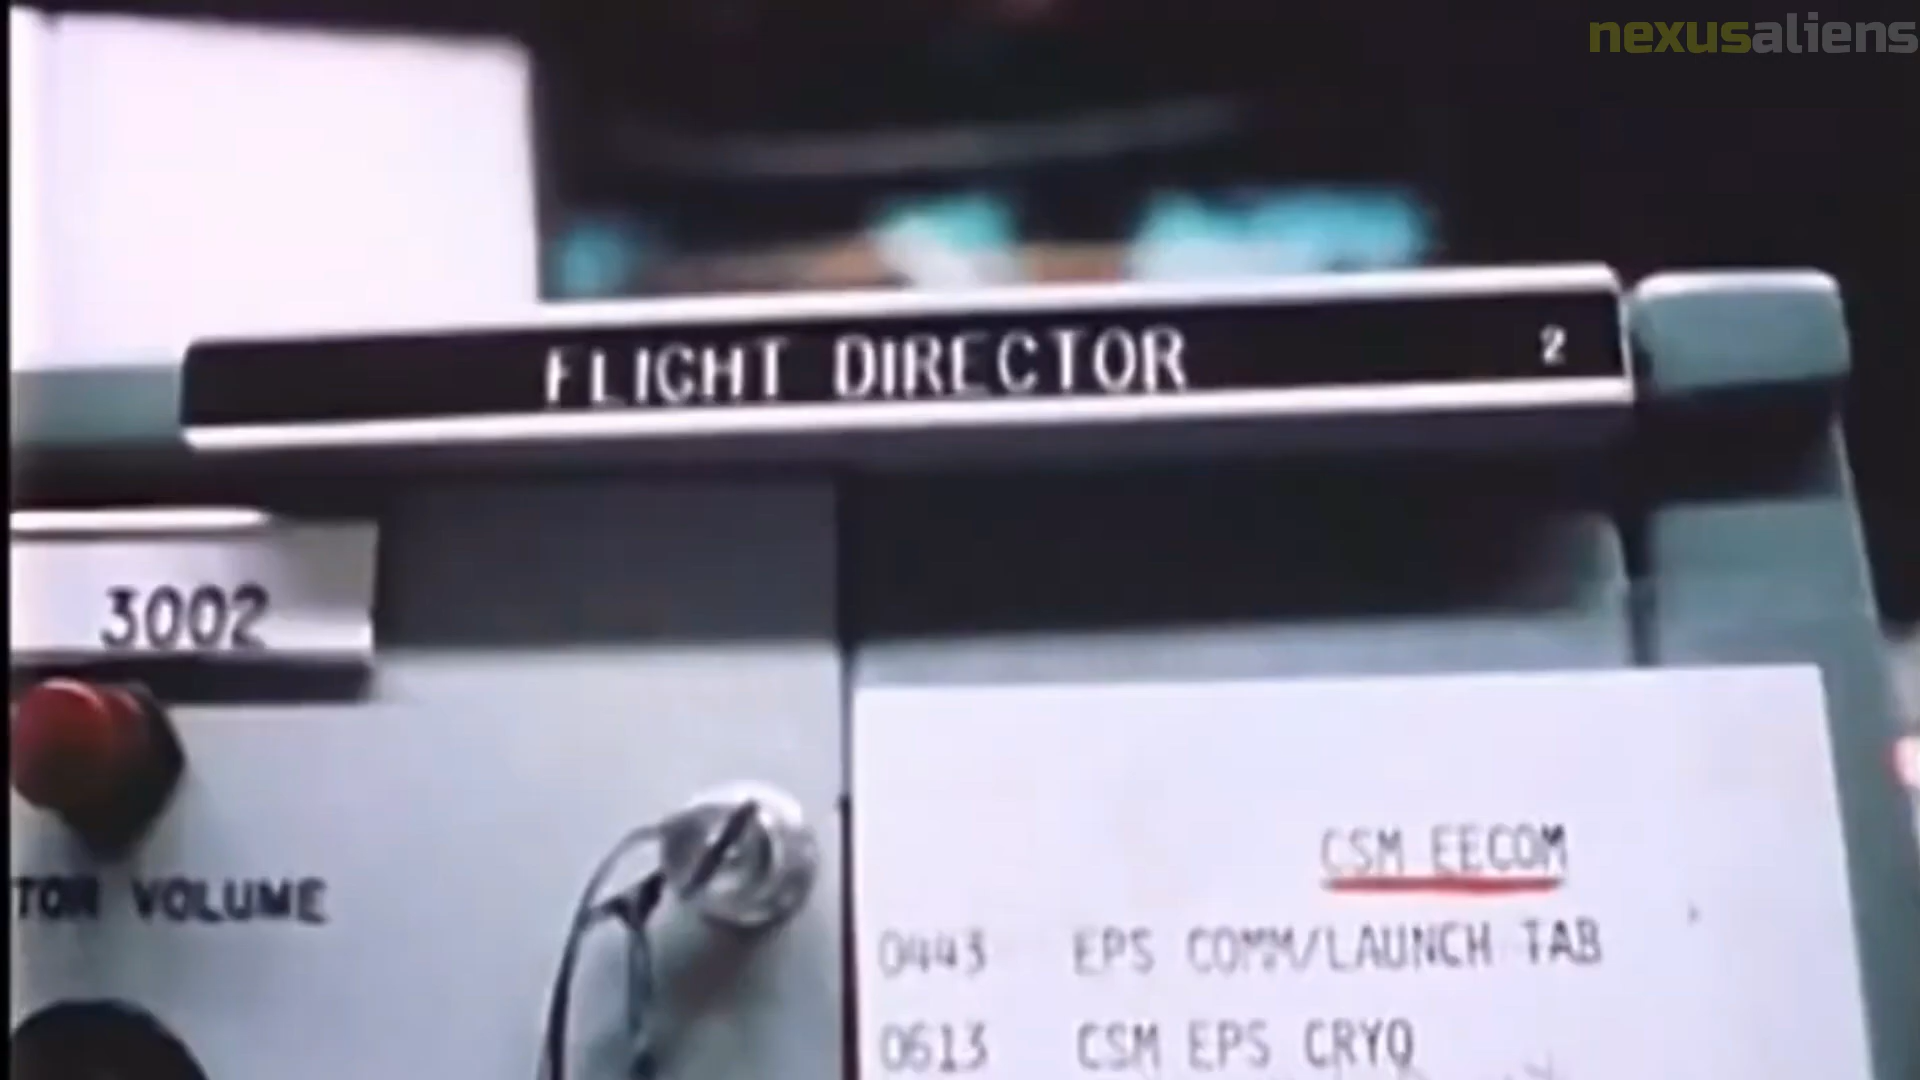 nexusaliens
FLIGHT DIRECTOR 2
3002
TOR VOLUME
CSM EECOM
0443 EPS COMM/LAUNCH TAB
0613 CSM EPS CRYO